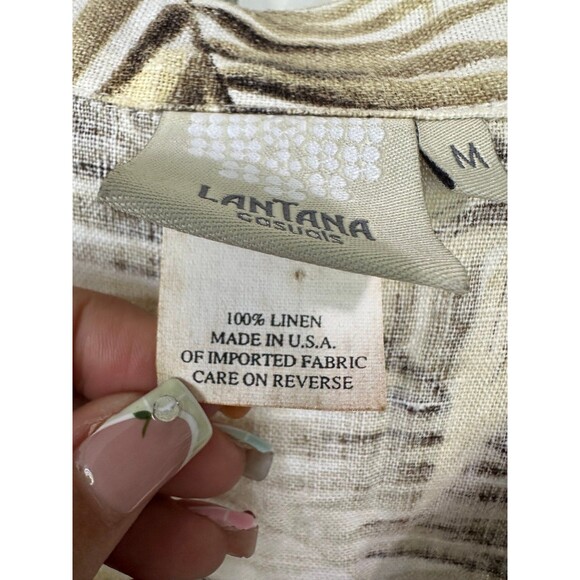 LANTANA
casuals
M
100% LINEN
MADE IN U.S.A.
OF IMPORTED FABRIC
CARE ON REVERSE